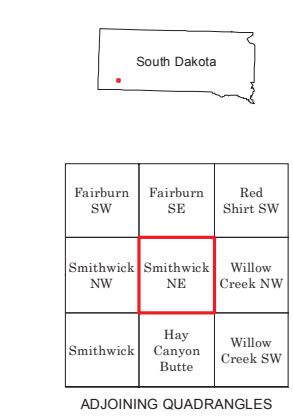 South Dakota
Fairburn
SW
Fairburn
SE
Red
Shirt SW
Smithwick
NW
Smithwick
NE
Willow
Creek NW
Smithwick
Hay
Canyon
Butte
Willow
Creek SW
ADJOINING QUADRANGLES